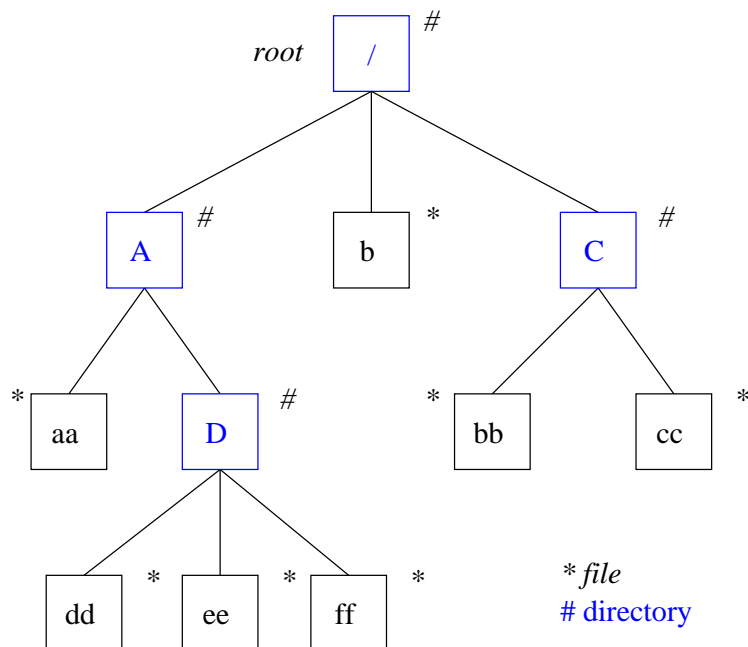 #
root /
# * #
A b C
* # * *
aa D bb cc
* * * * file
dd ee ff # directory